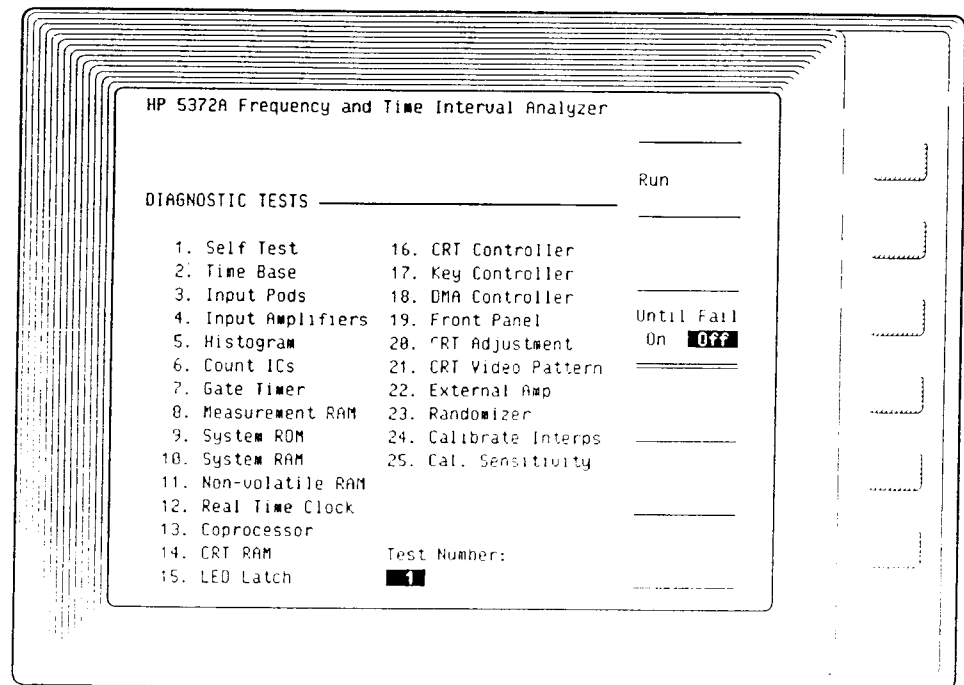 HP 5372A Frequency and Time Interval Analyzer
Run
DIAGNOSTIC TESTS
1. Self Test
2. Time Base
3. Input Pods
4. Input Amplifiers
5. Histogram
6. Count ICs
7. Gate Timer
8. Measurement RAM
9. System ROM
10. System RAM
11. Non-volatile RAM
12. Real Time Clock
13. Coprocessor
14. CRT RAM
15. LED Latch
16. CRT Controller
17. Key Controller
18. DMA Controller
19. Front Panel
20. CRT Adjustment
21. CRT Video Pattern
22. External Amp
23. Randomizer
24. Calibrate Interps
25. Cal. Sensitivity
Test Number:
1
Until Fail
On Off